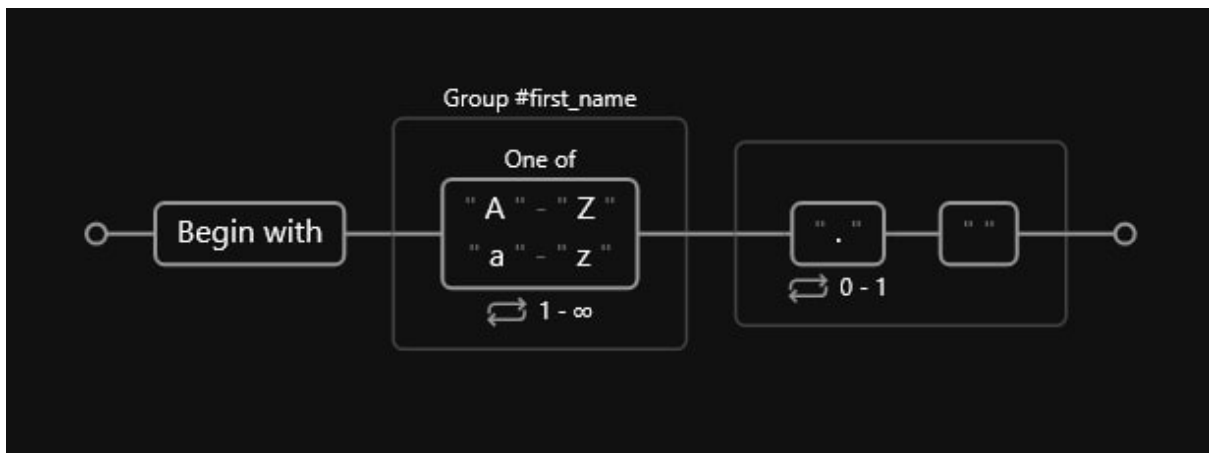 Group #first_name
One of
Begin with
"A" - "Z"
"a" - "z"
1 - ∞
"."
" "
0 - 1